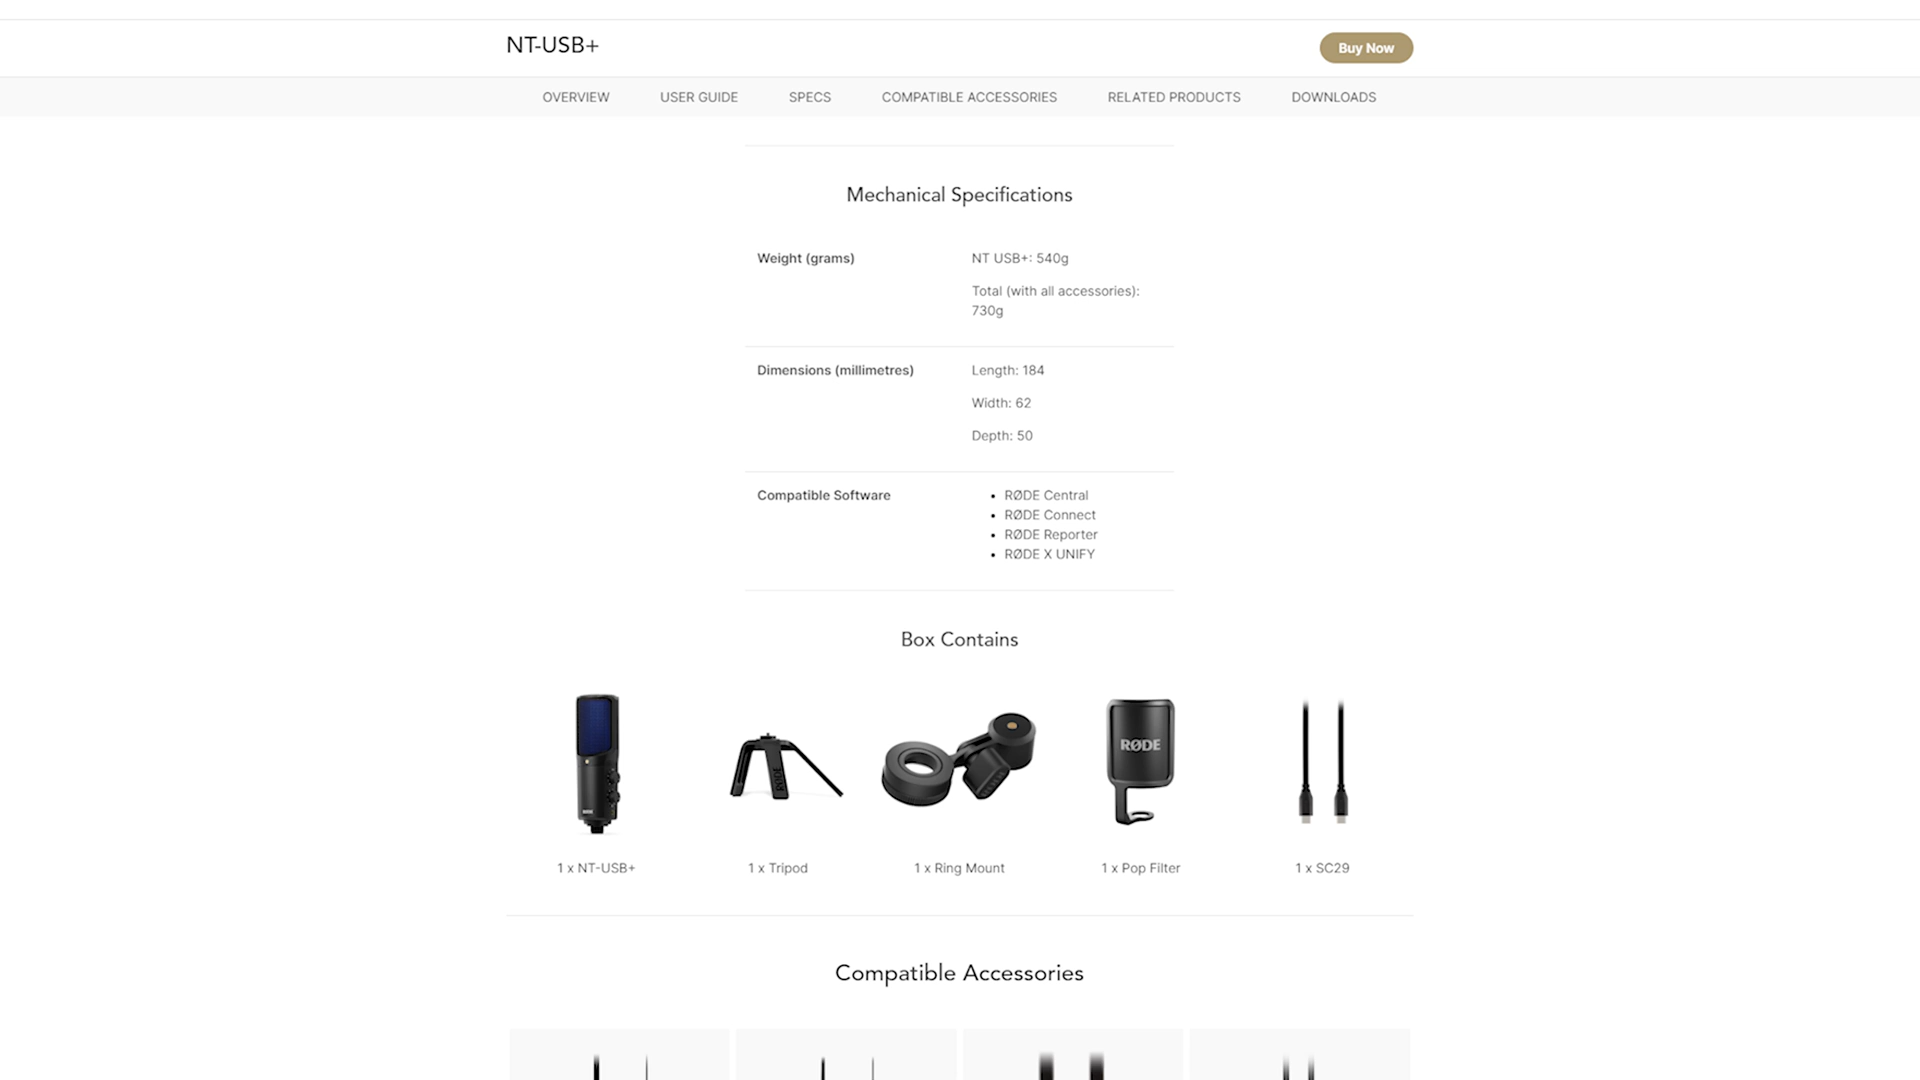 NT-USB+
Buy Now
OVERVIEW
USER GUIDE
SPECS
COMPATIBLE ACCESSORIES
RELATED PRODUCTS
DOWNLOADS
Mechanical Specifications
Weight (grams)
NT USB+: 540g
Total (with all accessories):
730g
Dimensions (millimetres)
Length: 184
Width: 62
Depth: 50
Compatible Software
• RØDE Central
• RØDE Connect
• RØDE Reporter
• RØDE X UNIFY
Box Contains
RØDE
RØDE
1 x NT-USB+
1 x Tripod
1 x Ring Mount
1 x Pop Filter
1 x SC29
Compatible Accessories